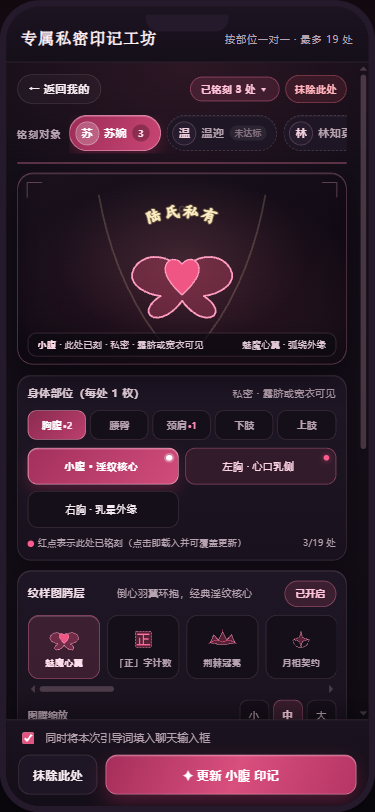 专属私密印记工坊
按部位一对一 · 最多 19 处
← 返回我的
已铭刻 3 处 ▾
抹除此处
铭刻对象
苏 苏婉 3
温 温迎 未达标
林 林知
陆氏私有
小腹 · 此处已刻 · 私密 · 露脐或宽衣可见
魅魔心翼 · 弧绕外缘
身体部位（每处 1 枚）
私密 · 露脐或宽衣可见
胸腹•2
腰臀
颈肩•1
下肢
上肢
小腹 • 淫纹核心
左胸 · 心口乳侧
右胸 · 乳晕外缘
红点表示此处已铭刻（点击即载入并可覆盖更新）
3/19 处
纹样图腾层
倒心羽翼环抱，经典淫纹核心
已开启
魅魔心翼
正
「正」字计数
荆棘冠冕
月相契约
图腾缩放
小
中
大
同时将本次引导词填入聊天输入框
抹除此处
✦ 更新 小腹 印记